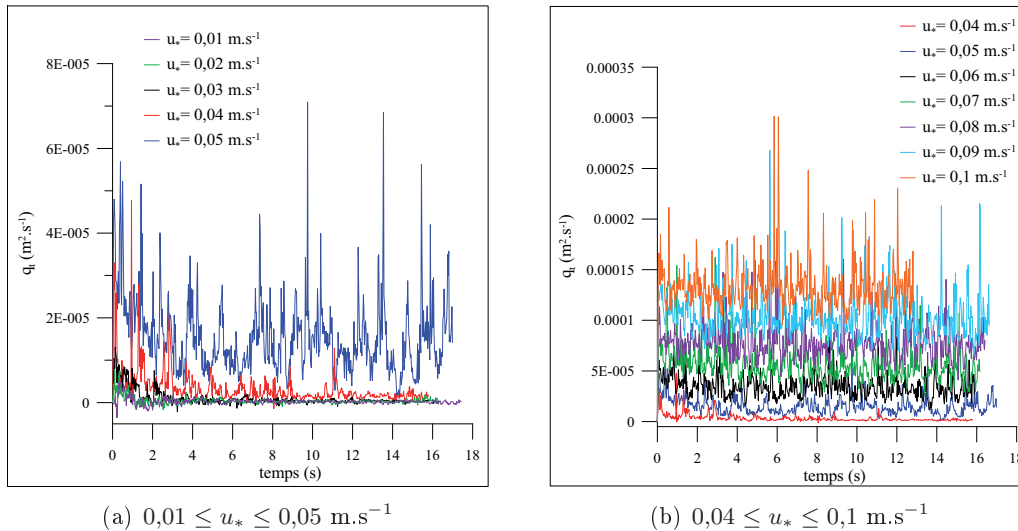 u* = 0,01 m.s-1
u* = 0,02 m.s-1
u* = 0,03 m.s-1
u* = 0,04 m.s-1
u* = 0,05 m.s-1
8E-005
6E-005
4E-005
2E-005
0
qt (m2.s-1)
0 2 4 6 8 10 12 14 16 18
temps (s)
(a) 0,01 ≤ u* ≤ 0,05 m.s−1
u* = 0,04 m.s-1
u* = 0,05 m.s-1
u* = 0,06 m.s-1
u* = 0,07 m.s-1
u* = 0,08 m.s-1
u* = 0,09 m.s-1
u* = 0,1 m.s-1
0.00035
0.0003
0.00025
0.0002
0.00015
0.0001
5E-005
0
qt (m2.s-1)
0 2 4 6 8 10 12 14 16 18
temps (s)
(b) 0,04 ≤ u* ≤ 0,1 m.s−1